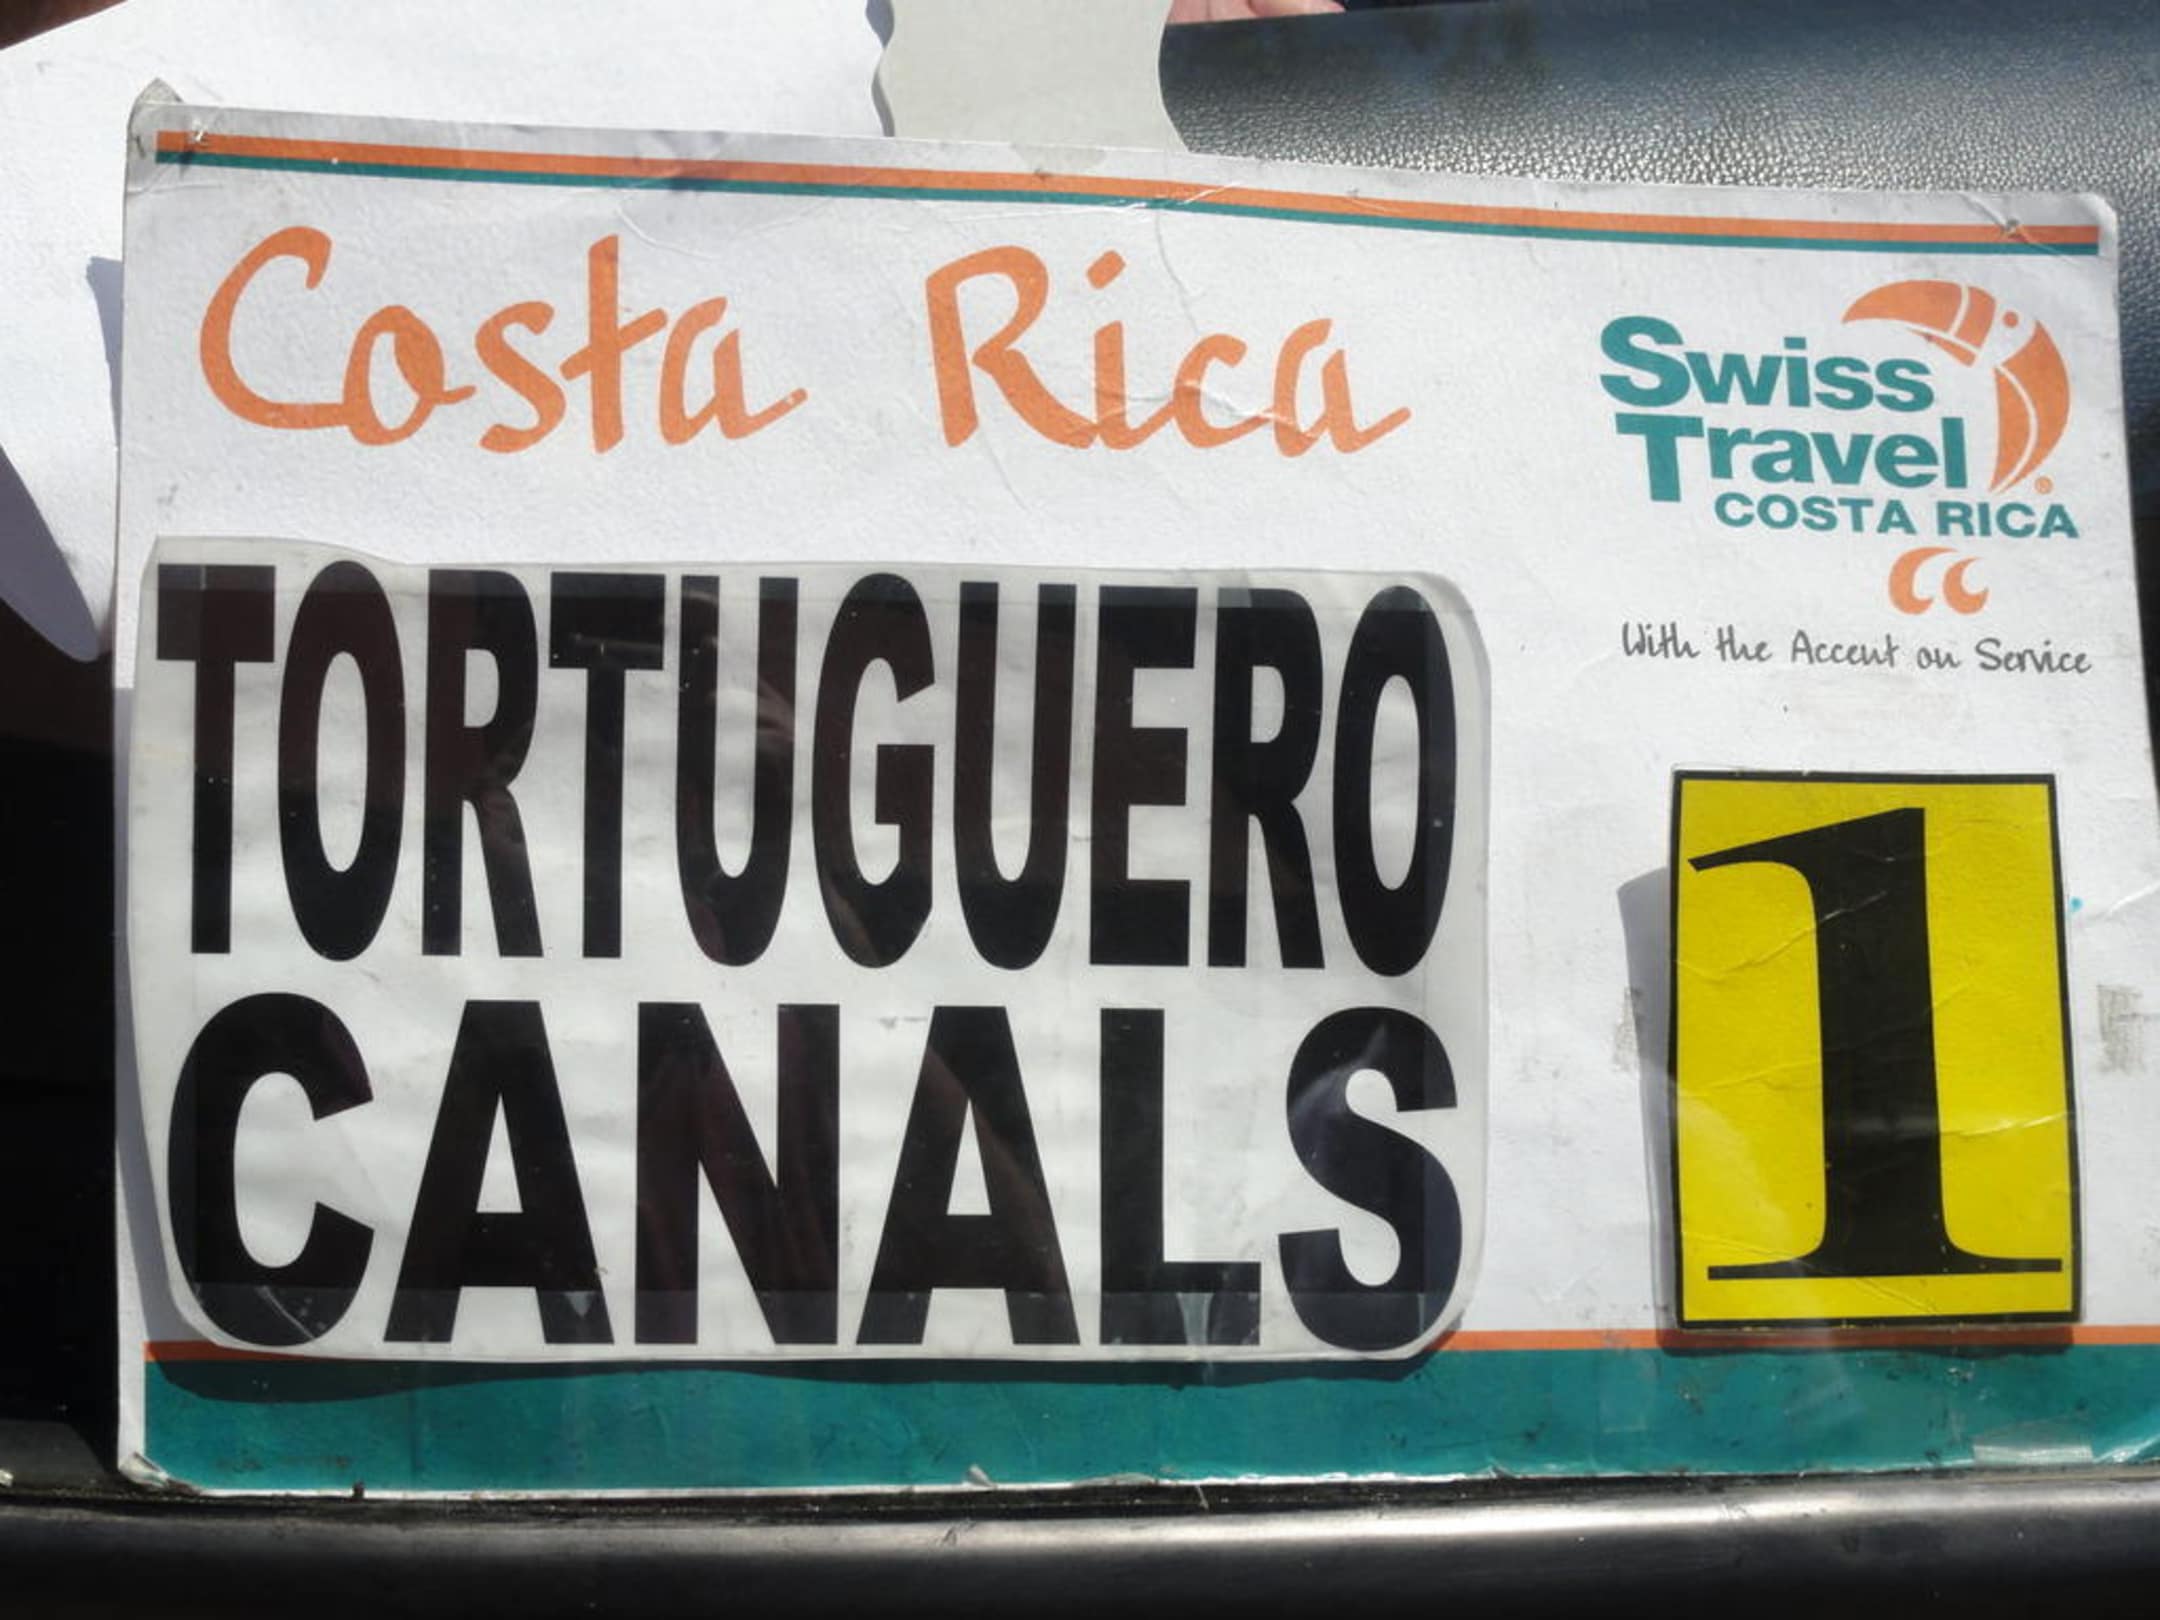 Costa Rica
Swiss
Travel
COSTA RICA
With the Accent on Service
TORTUGUERO
CANALS
1